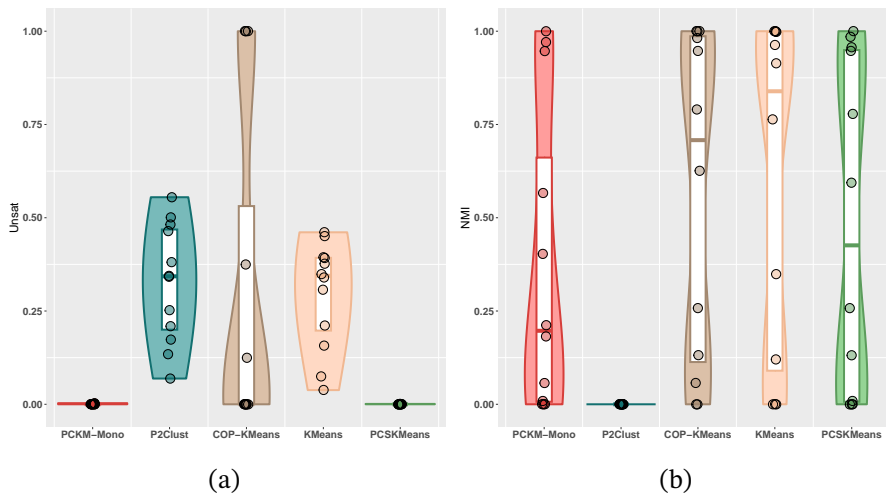 1.00
0.75
0.50
0.25
0.00
Unsat
PCKM-Mono P2Clust COP-KMeans KMeans PCSKMeans
(a)
1.00
0.75
0.50
0.25
0.00
NMI
PCKM-Mono P2Clust COP-KMeans KMeans PCSKMeans
(b)